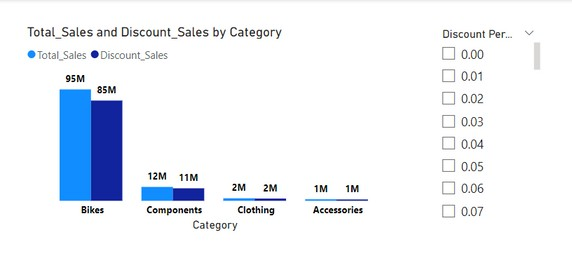 Total_Sales and Discount_Sales by Category
Total_Sales Discount_Sales
95M 85M
12M 11M
2M 2M
1M 1M
Bikes Components Clothing Accessories
Category
Discount Per...
0.00
0.01
0.02
0.03
0.04
0.05
0.06
0.07